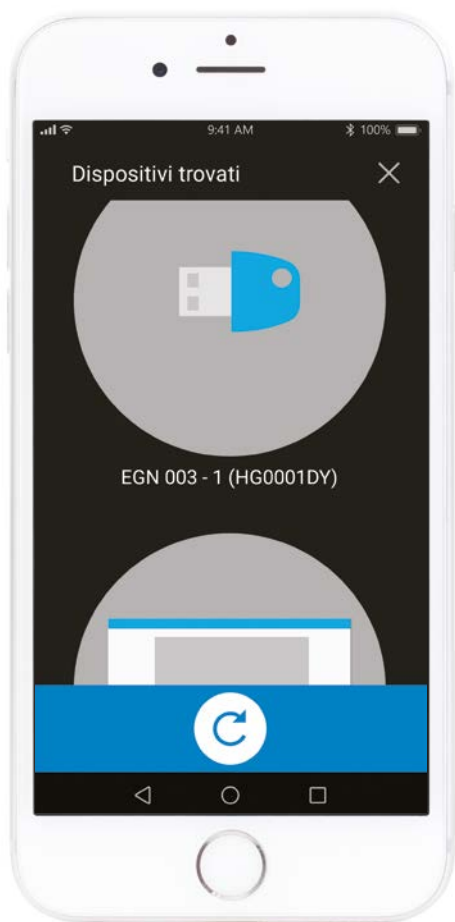 9:41 AM
100%
Dispositivi trovati
EGN 003 - 1 (HG0001DY)